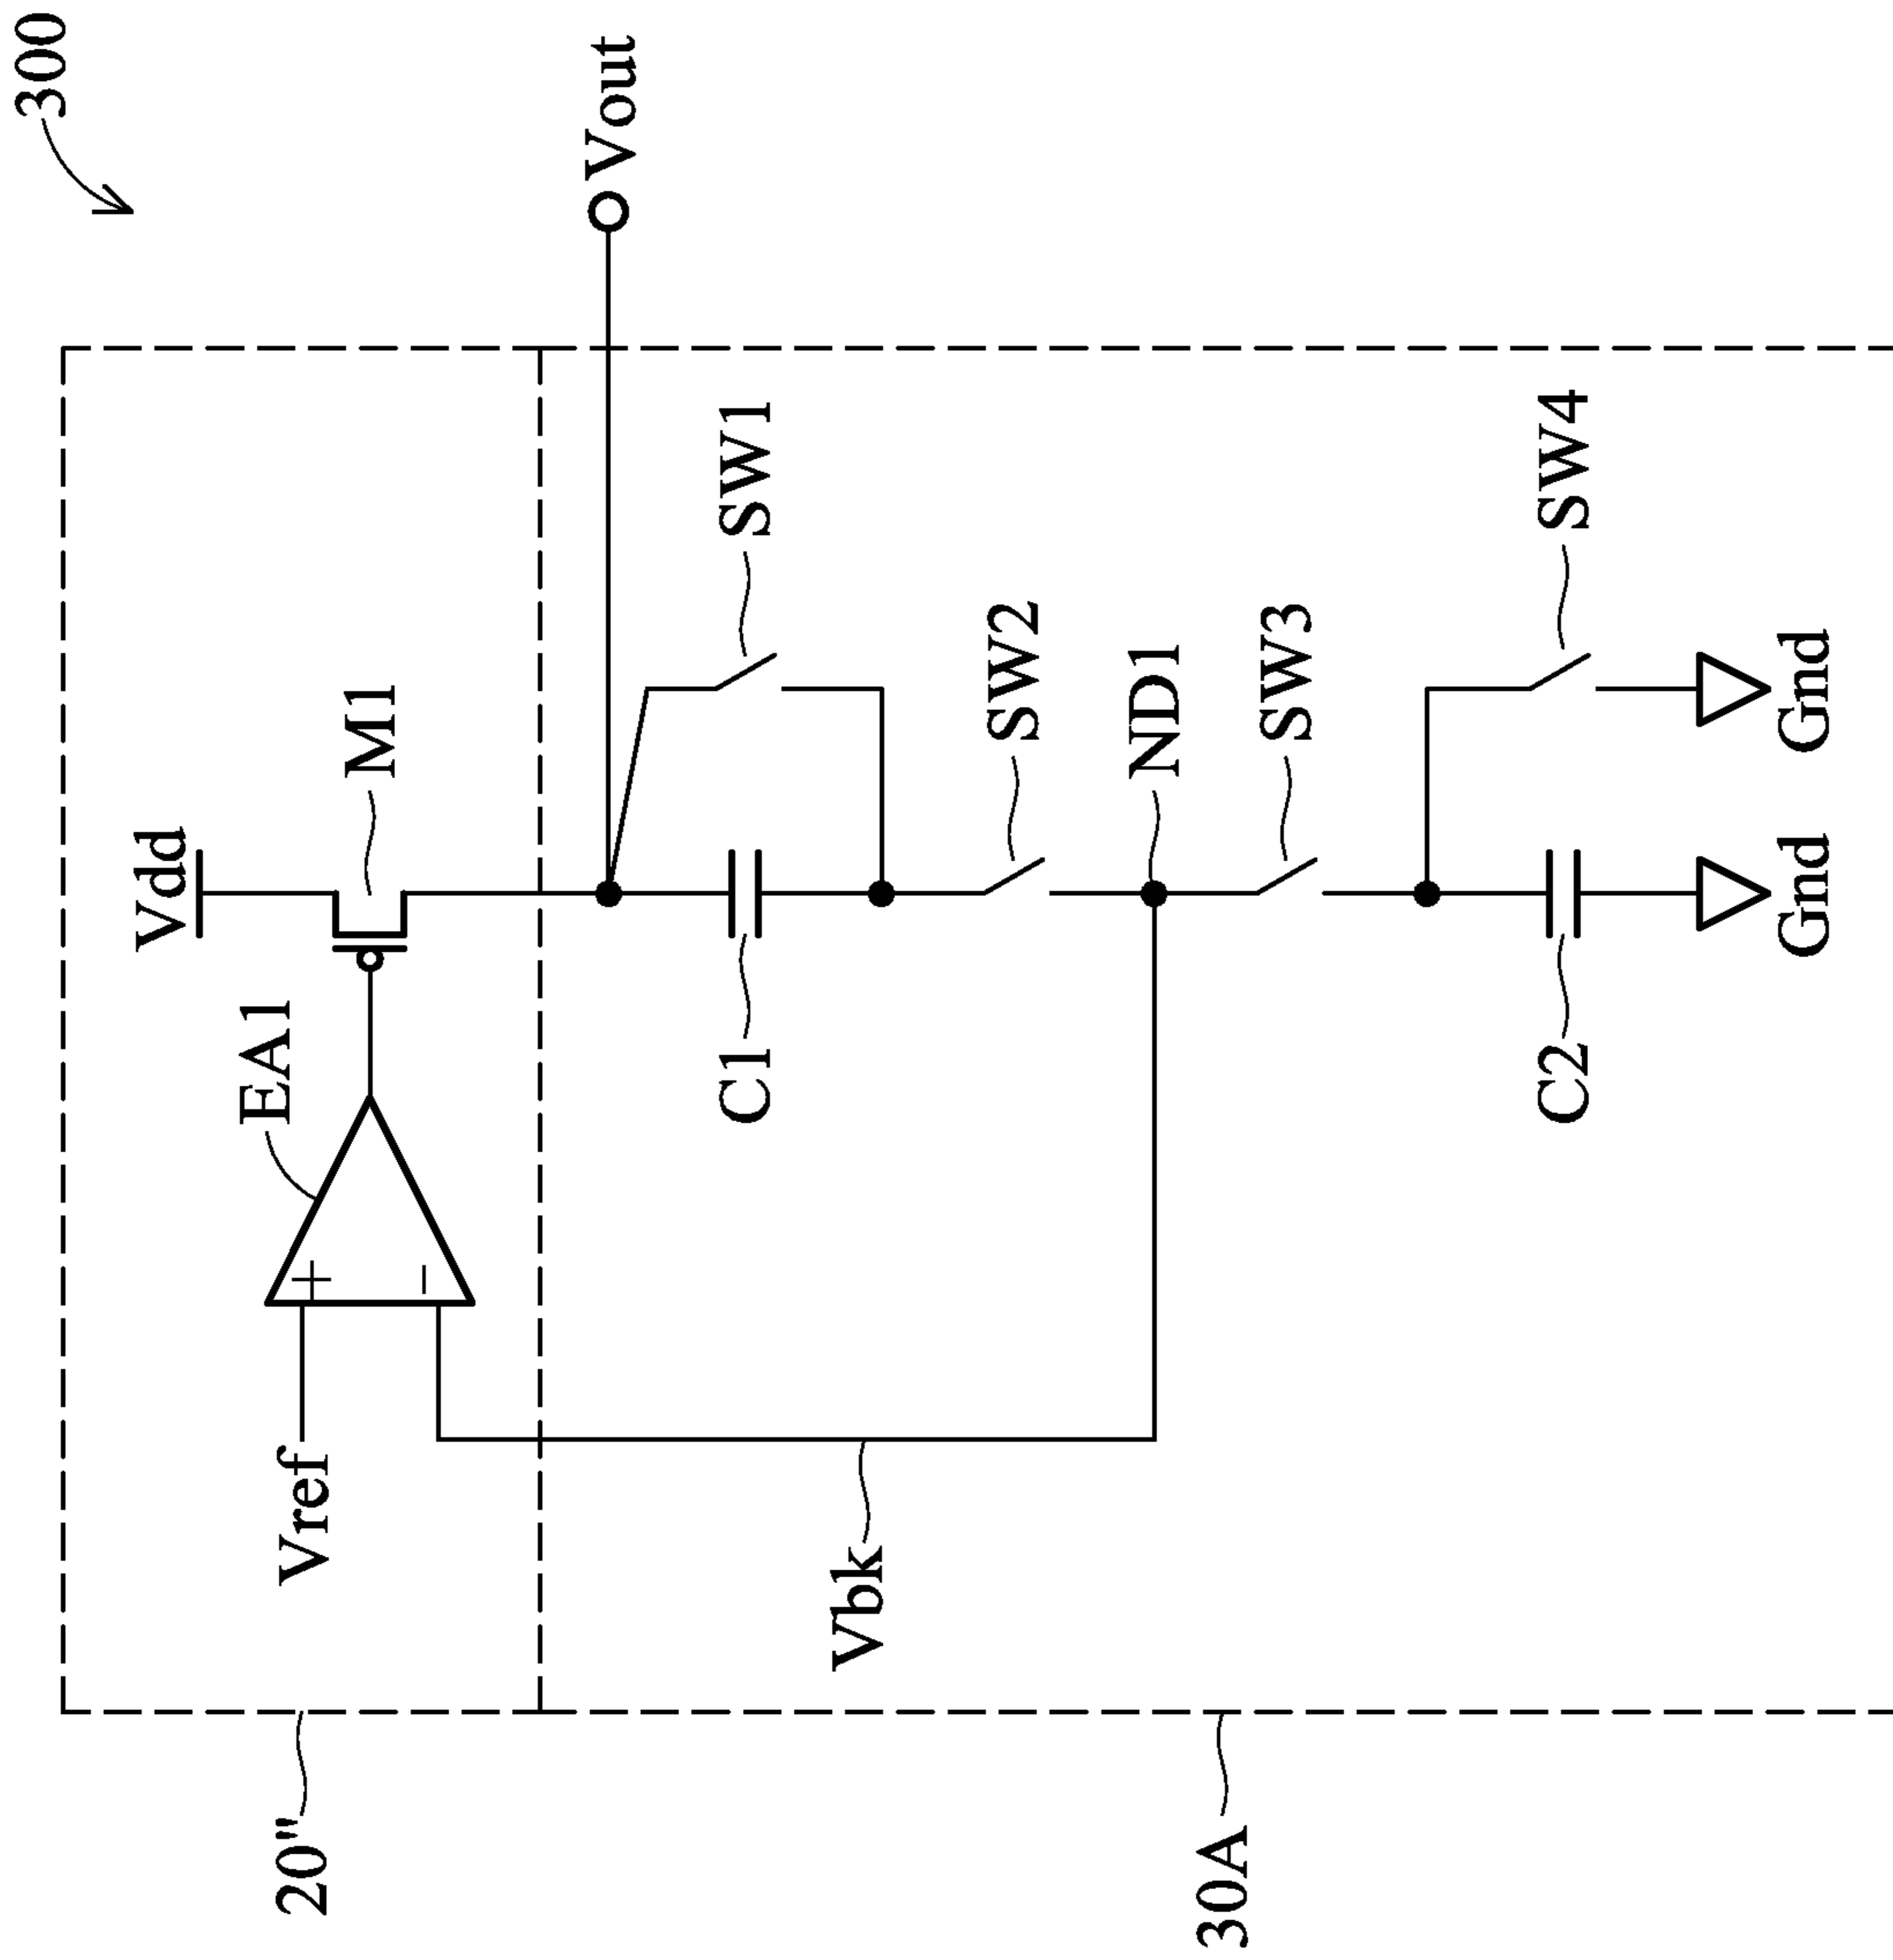 300
Vout
Vdd
M1
EA1
+
-
Vref
20"
SW1
C1
SW2
ND1
Vbk
SW3
30A
SW4
C2
Gnd
Gnd